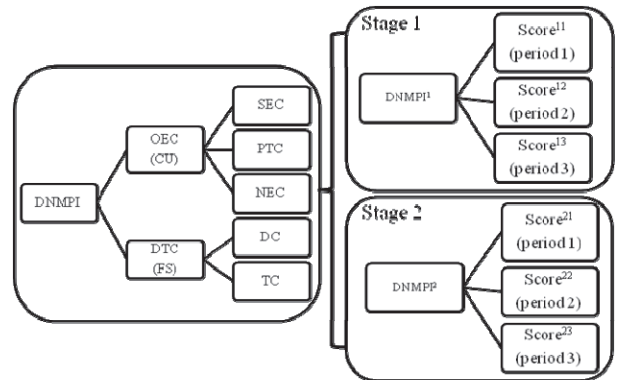 DNMPI
OEC
(CU)
DTC
(FS)
SEC
PTC
NEC
DC
TC
Stage 1
DNMPI¹
Score¹¹
(period 1)
Score¹²
(period 2)
Score¹³
(period 3)
Stage 2
DNMPI²
Score²¹
(period 1)
Score²²
(period 2)
Score²³
(period 3)